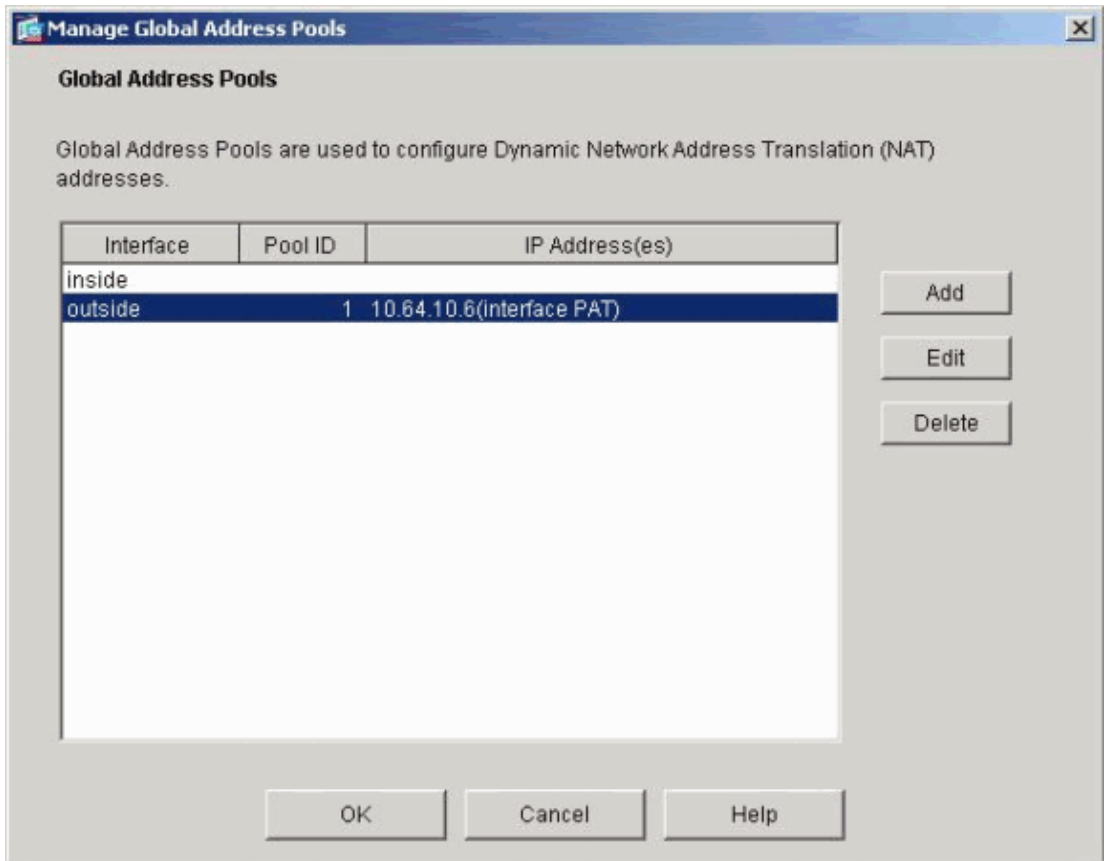 Manage Global Address Pools
Global Address Pools
Global Address Pools are used to configure Dynamic Network Address Translation (NAT)
addresses.
Interface Pool ID IP Address(es)
inside
outside 1 10.64.10.6(interface PAT)
Add
Edit
Delete
OK Cancel Help